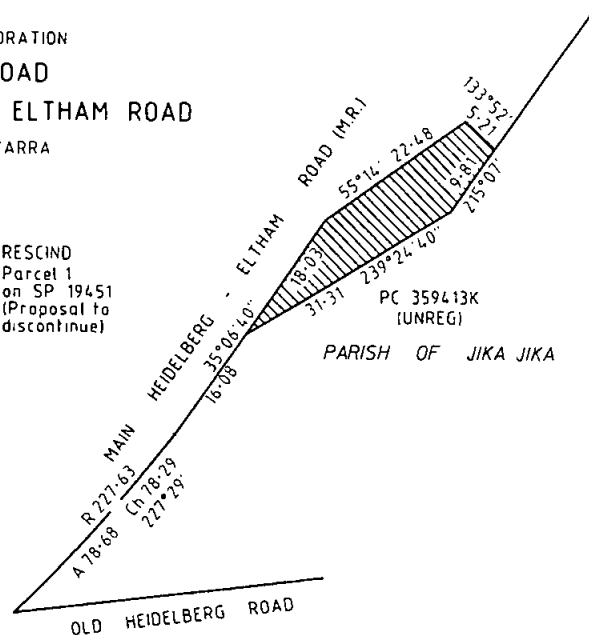 ORATION
OAD
ELTHAM ROAD
ARRA
RESCIND
Parcel 1
on SP 19451
(Proposal to
discontinue)
MAIN HEIDELBERG - ELTHAM ROAD (M.R.)
133°52'
5·21
55°14' 22·48
9·81
215°07'
18·03
239°24'40"
31·31
PC 359413K
(UNREG)
PARISH OF JIKA JIKA
35°06'40"
16·08
R 227·63
Ch 78·29
227°29'
A 78·68
OLD HEIDELBERG ROAD